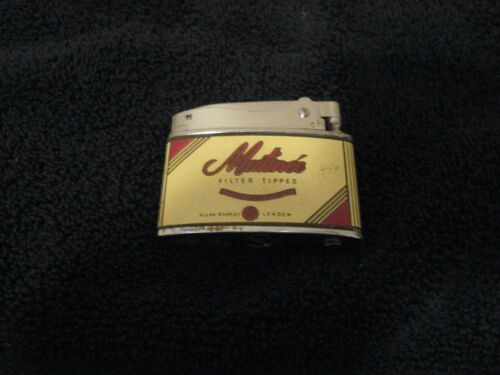 Matinée
FILTER TIPPED
ALLAN RAMSAY LONDON